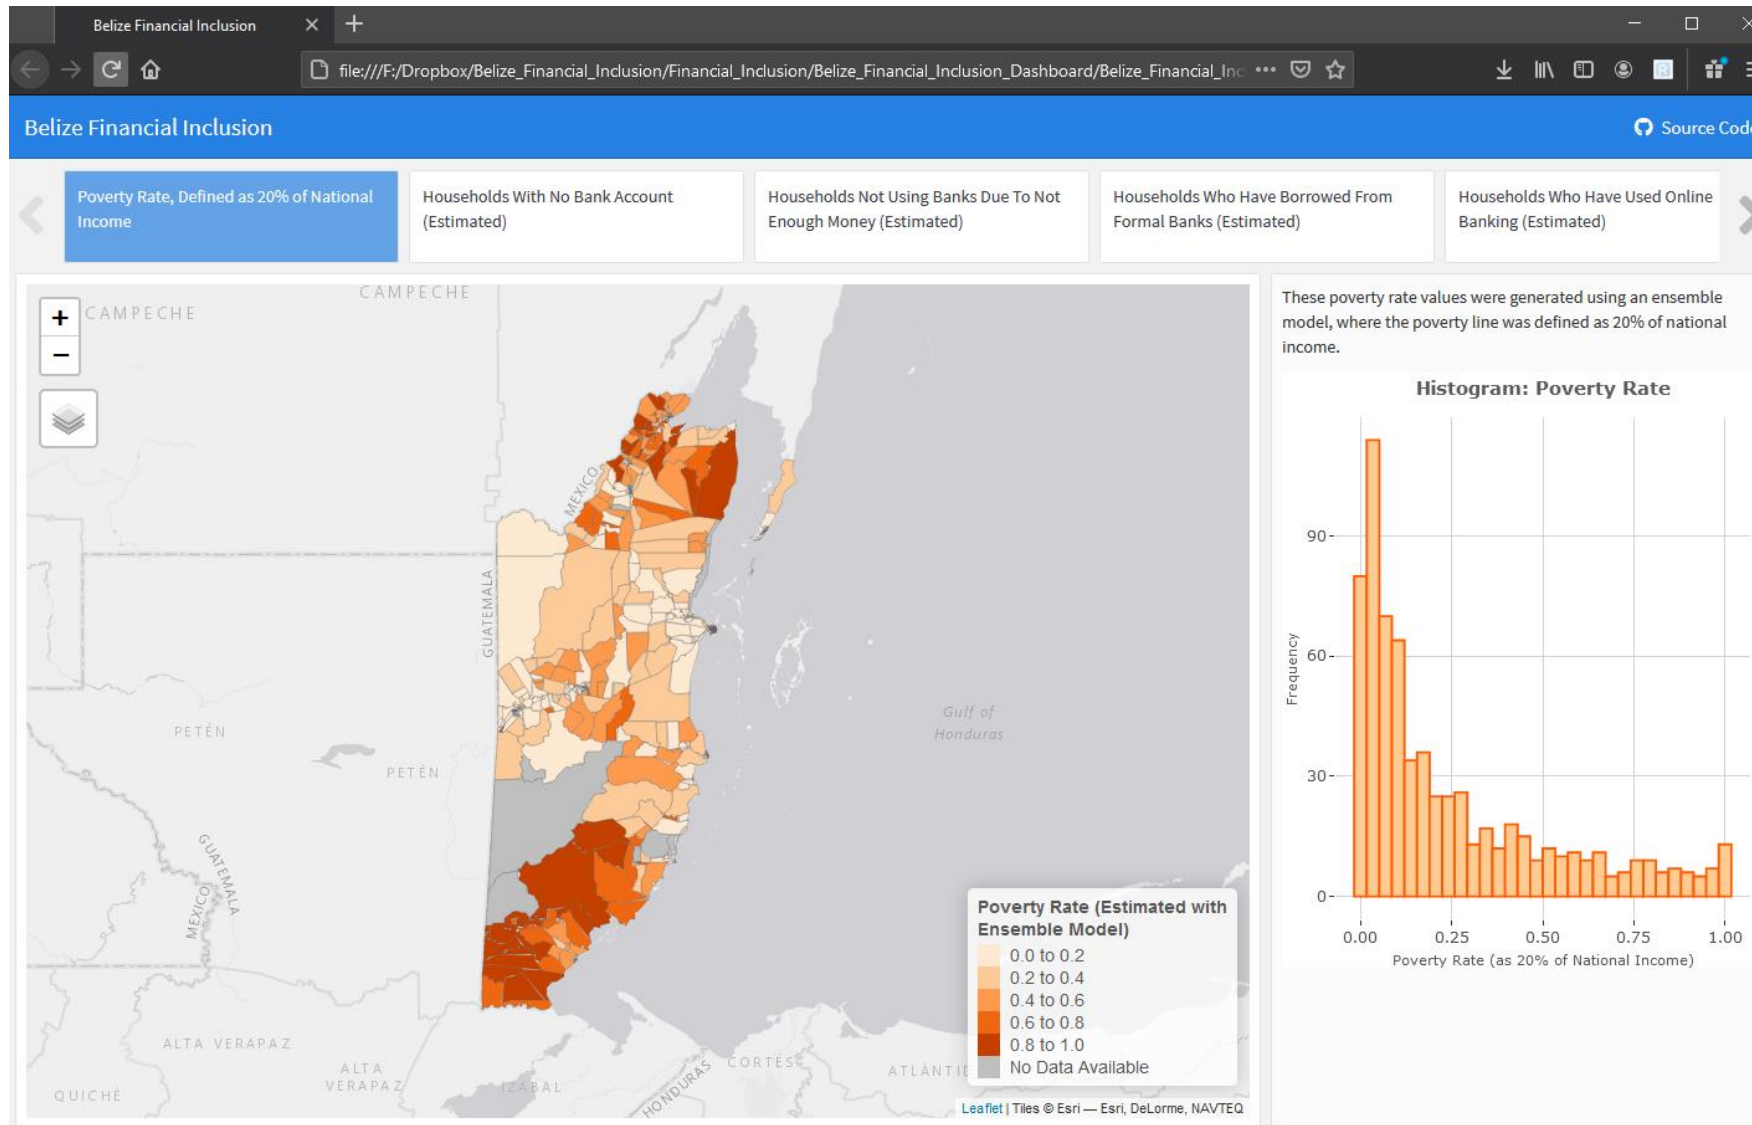 Belize Financial Inclusion
file:///F:/Dropbox/Belize_Financial_Inclusion/Financial_Inclusion/Belize_Financial_Inclusion_Dashboard/Belize_Financial_Inc
Belize Financial Inclusion
Source Code
Poverty Rate, Defined as 20% of National
Income
Households With No Bank Account
(Estimated)
Households Not Using Banks Due To Not
Enough Money (Estimated)
Households Who Have Borrowed From
Formal Banks (Estimated)
Households Who Have Used Online
Banking (Estimated)
+
−
CAMPECHE
CAMPECHE
MEXICO
GUATEMALA
PETÉN
PETÉN
Gulf of
Honduras
GUATEMALA
MEXICO
ALTA VERAPAZ
ALTA
VERAPAZ
QUICHÉ
IZABAL
HONDURAS
CORTÉS
ATLÁNTI
Poverty Rate (Estimated with
Ensemble Model)
0.0 to 0.2
0.2 to 0.4
0.4 to 0.6
0.6 to 0.8
0.8 to 1.0
No Data Available
Leaflet | Tiles © Esri — Esri, DeLorme, NAVTEQ
These poverty rate values were generated using an ensemble
model, where the poverty line was defined as 20% of national
income.
Histogram: Poverty Rate
90
60
30
0
Frequency
0.00 0.25 0.50 0.75 1.00
Poverty Rate (as 20% of National Income)